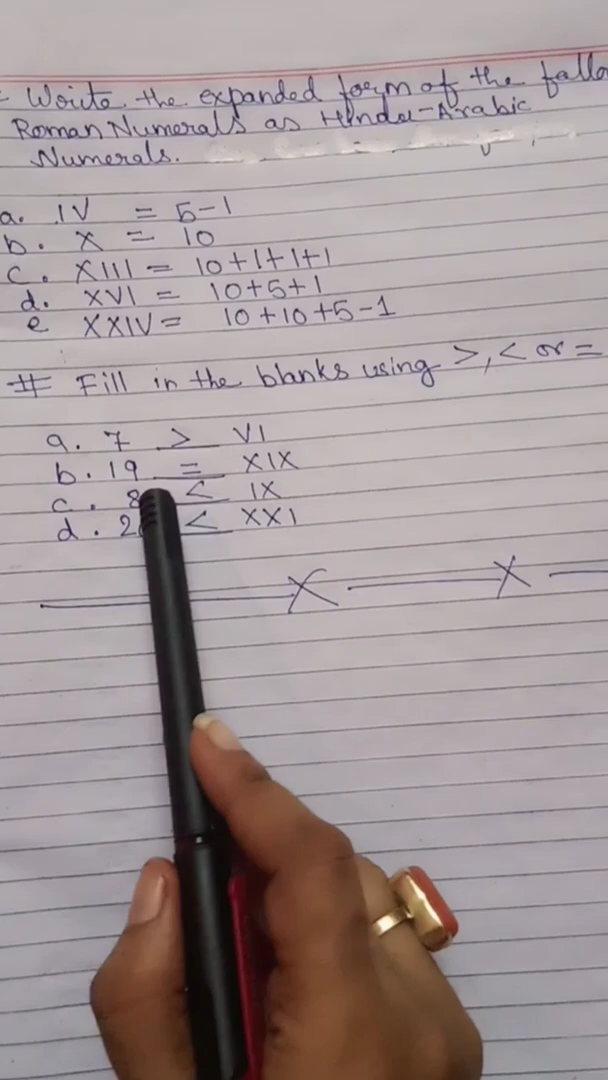 Write the expanded form of the
Roman Numerals as Hindu-Arabic
Numerals.
a. IV = 5-1
b. X = 10
c. XIII = 10+1+1+1
d. XVI = 10+5+1
e XXIV = 10+10+5-1
# Fill in the blanks using >, < or =
a. 7 > VI
b. 19 = XIX
c. 8 < IX
d. 2 < XXI